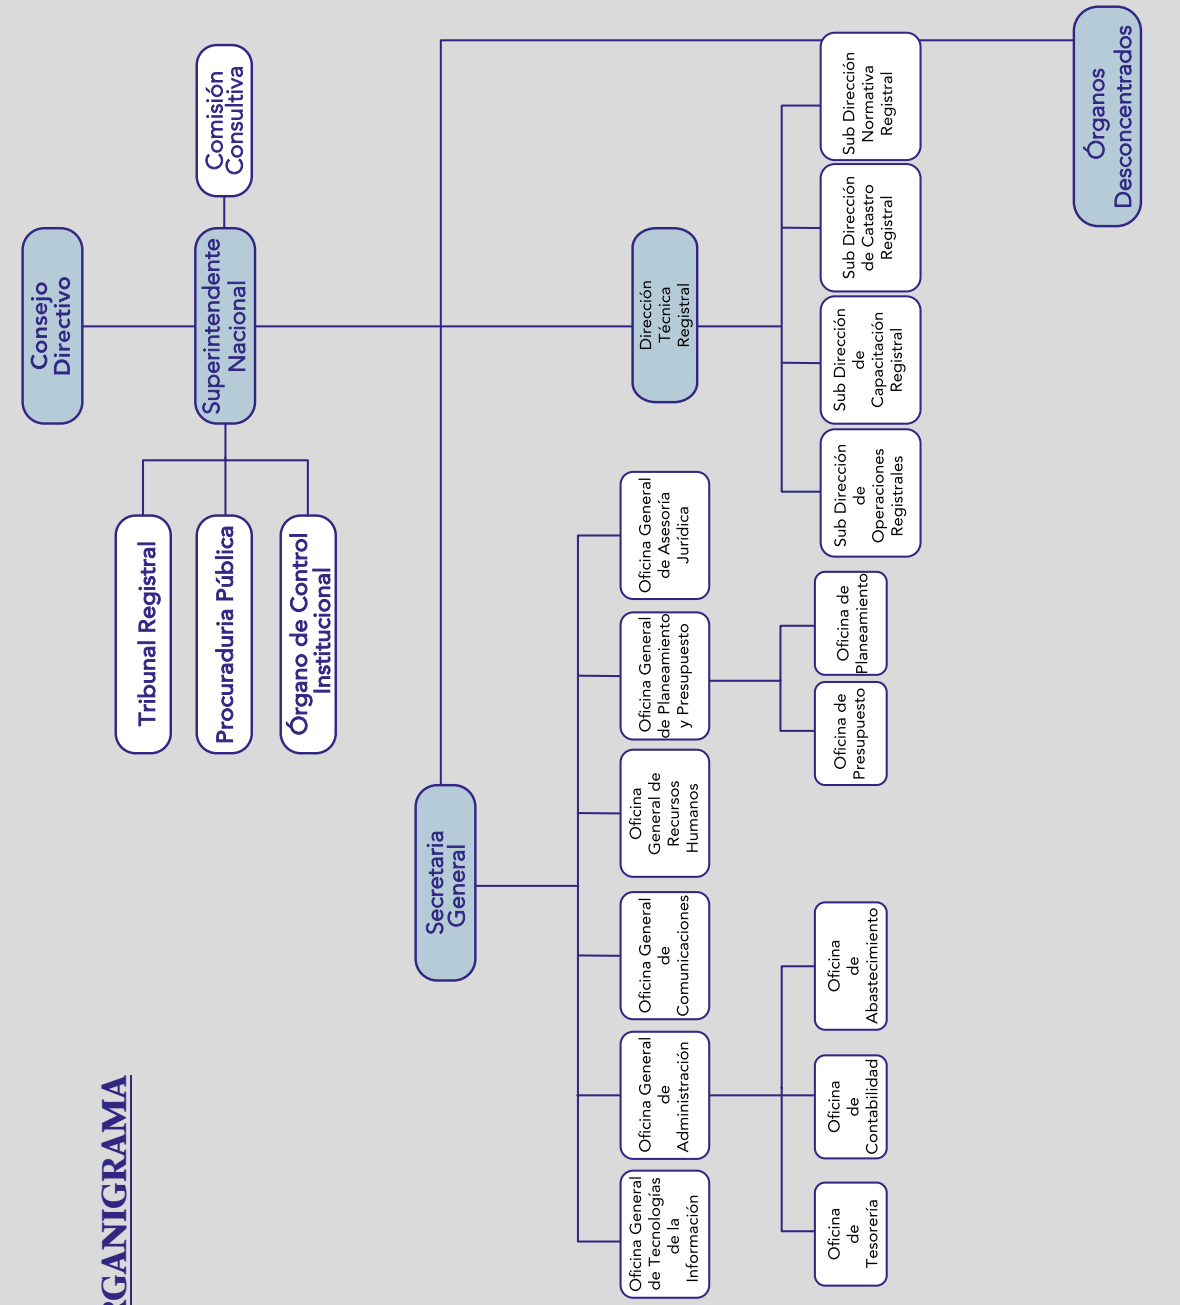 Consejo
Directivo
RGANIGRAMA
Tribunal Registral
Procuraduria Pública
Órgano de Control
Institucional
Superintendente
Nacional
Comisión
Consultiva
Secretaria
General
Oficina General
de Tecnologías
de la
Información
Oficina General
de
Administración
Oficina General
de
Comunicaciones
Oficina
General de
Recursos
Humanos
Oficina General
de Planeamiento
y Presupuesto
Oficina General
de Asesoría
Jurídica
Dirección
Técnica
Registral
Oficina
de
Tesorería
Oficina
de
Contabilidad
Oficina
de
Abastecimiento
Oficina de
Presupuesto
Oficina de
Planeamiento
Sub Dirección
de
Operaciones
Registrales
Sub Dirección
de
Capacitación
Registral
Sub Dirección
de Catastro
Registral
Sub Dirección
Normativa
Registral
Órganos
Desconcentrados